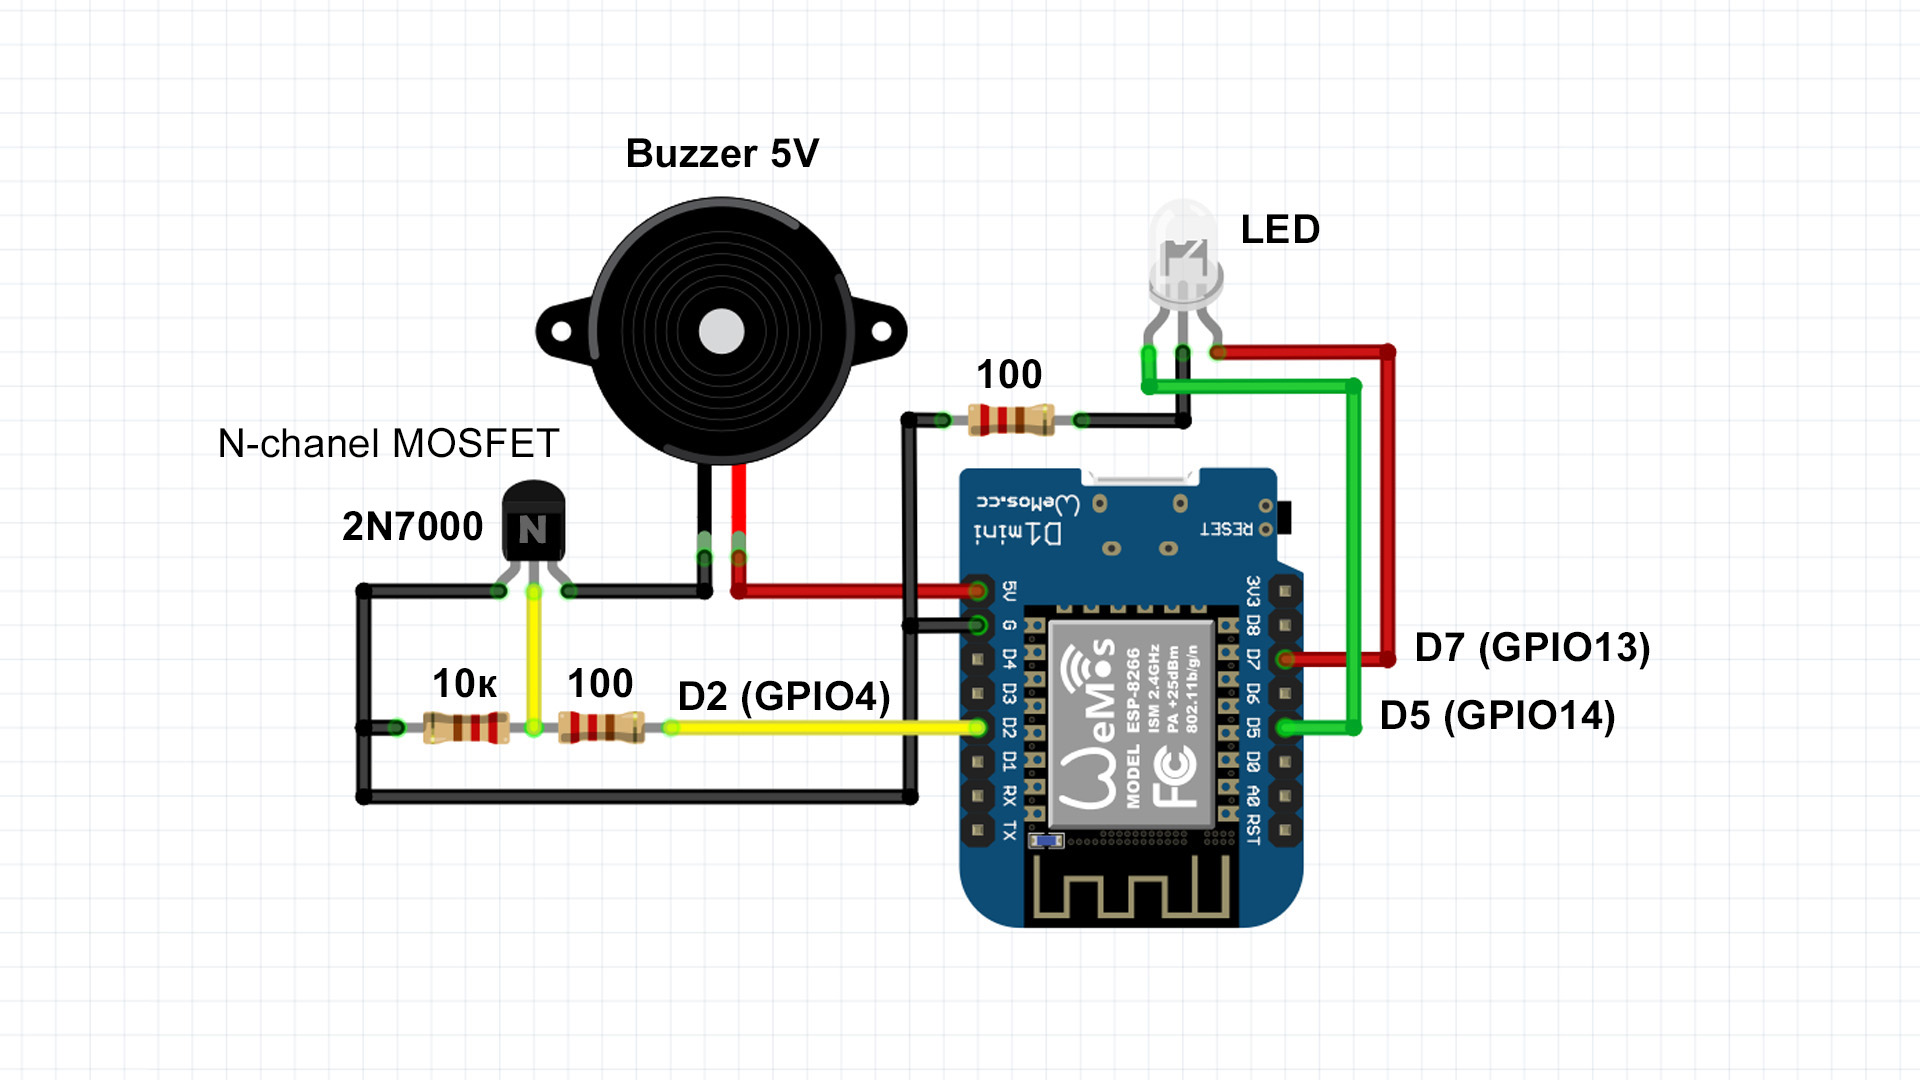 Buzzer 5V
LED
100
N-chanel MOSFET
2N7000
N
10к
100
D2 (GPIO4)
D7 (GPIO13)
D5 (GPIO14)
WeMos.cc
D1mini
RESET
5V
G
D4
D3
D2
D1
RX
TX
3V3
D8
D7
D6
D5
D0
A0
RST
WeMos
MODEL ESP-8266
ISM 2.4GHz
PA +25dBm
802.11b/g/n
FC